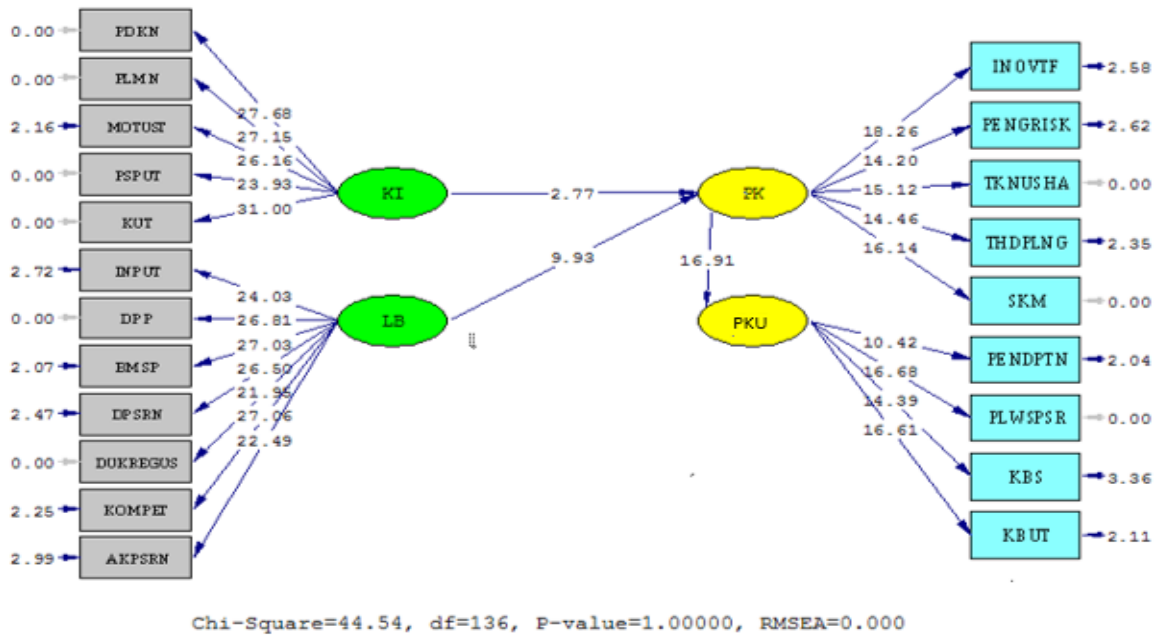 0.00 PDKN
0.00 PLMN
2.16 MOTUST
0.00 PSPUT
0.00 KUT
2.72 INPUT
0.00 DPP
2.07 BMSP
2.47 DPSRN
0.00 DUKREGUS
2.25 KOMPET
2.99 AKPSRN
27.68
27.15
26.16
23.93
31.00
24.03
26.81
27.03
26.50
21.95
27.06
22.49
KI
LB
2.77
9.93
PK
16.91
PKU
18.26
14.20
15.12
14.46
16.14
10.42
16.68
14.39
16.61
INOVTF 2.58
PENGRISK 2.62
TKNUSHA 0.00
THDPLNG 2.35
SKM 0.00
PENDPTN 2.04
PLWSPSR 0.00
KBS 3.36
KBUT 2.11
Chi-Square=44.54, df=136, P-value=1.00000, RMSEA=0.000